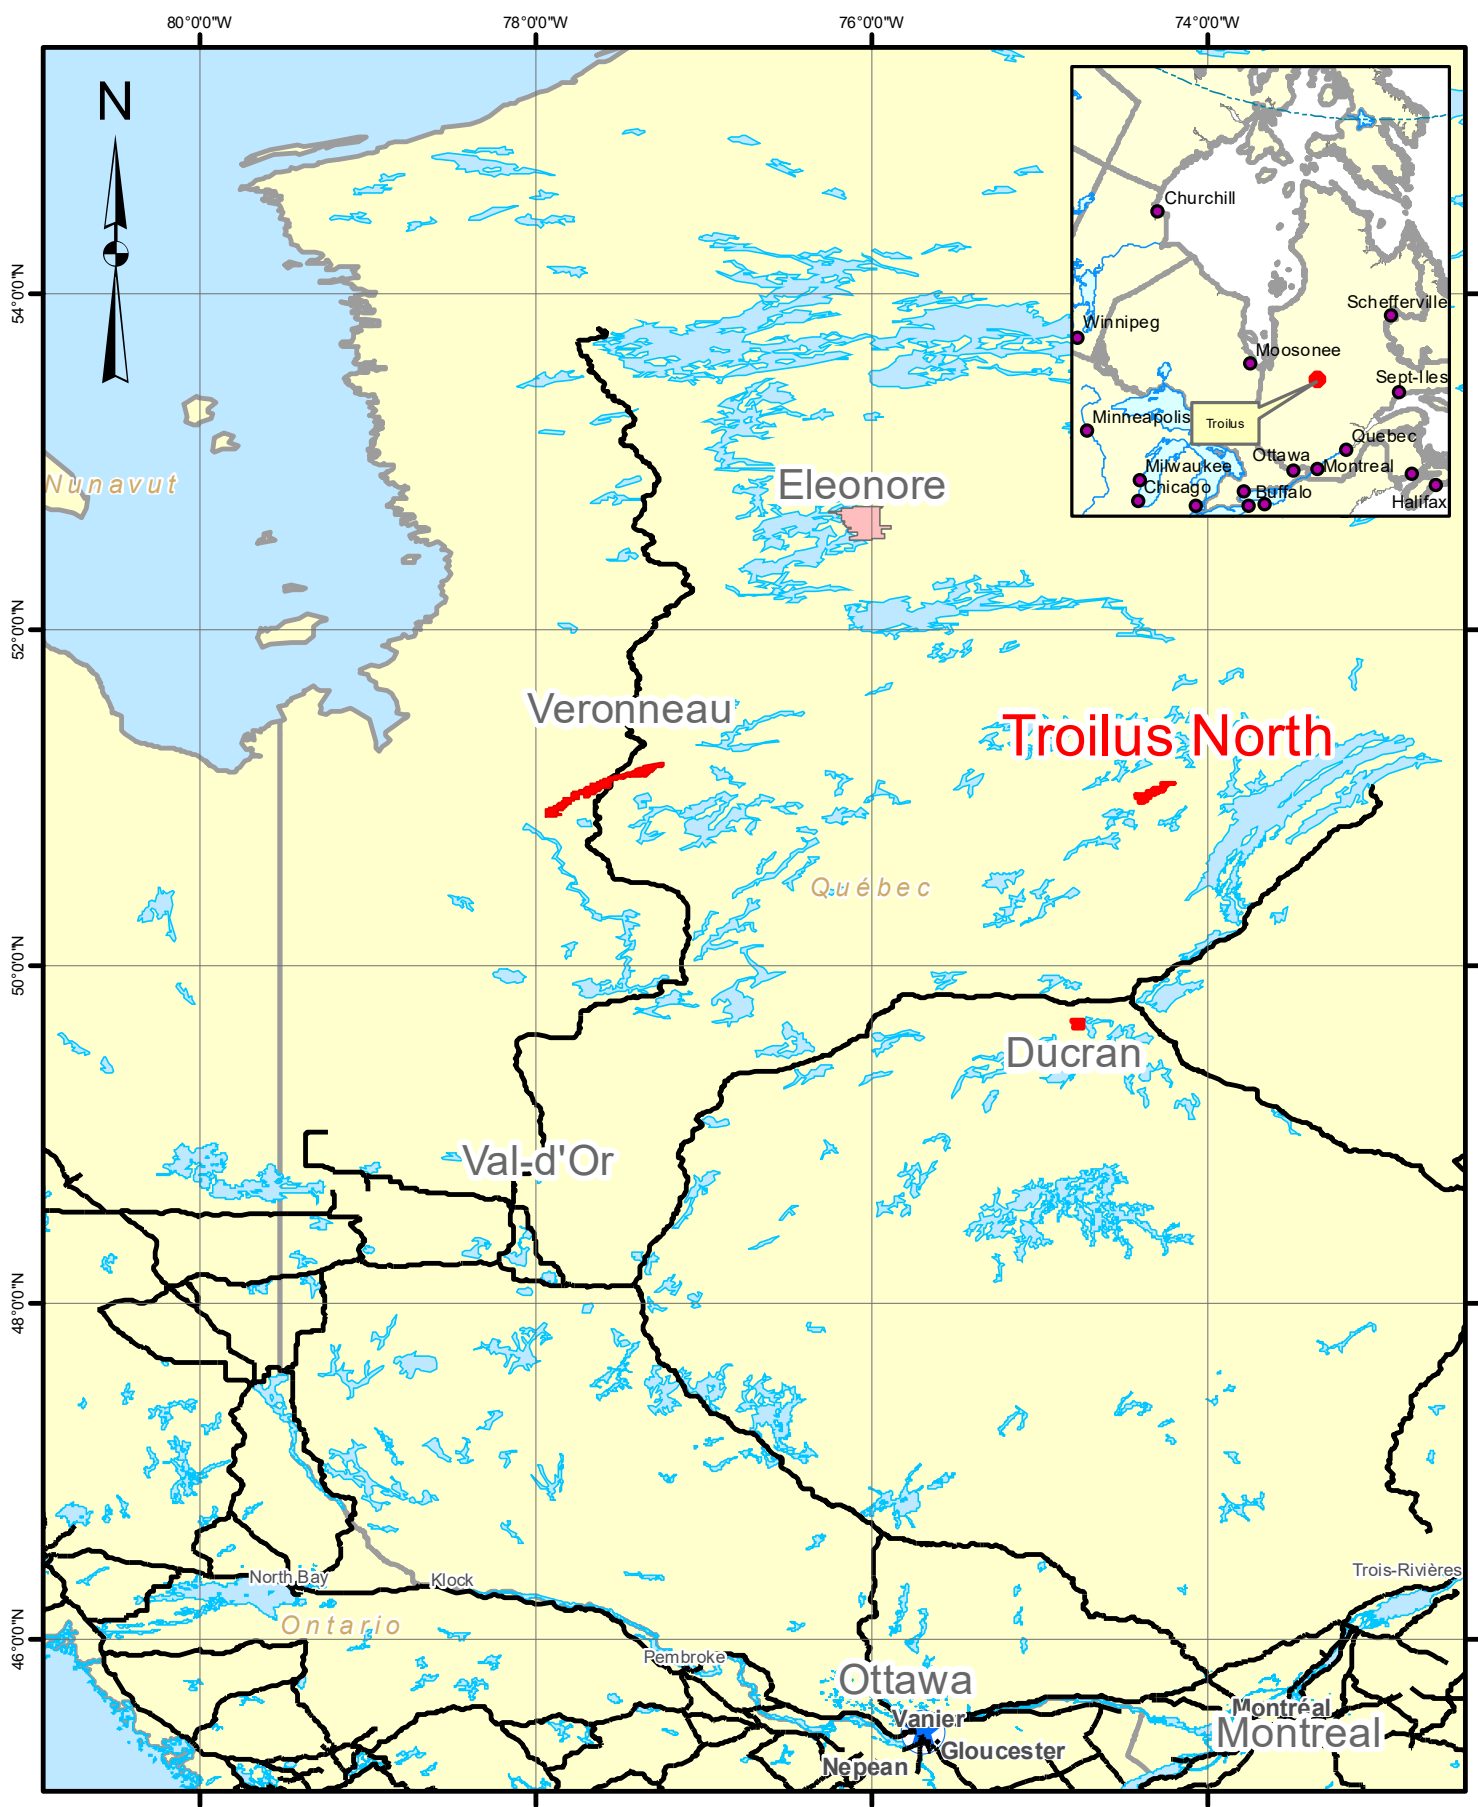 80°0'0"W
78°0'0"W
76°0'0"W
74°0'0"W
N
Churchill
54°0'0"N
Schefferville
Winnipeg
Moosonee
Sept-Iles
Minneapolis
Troilus
Quebec
Ottawa
Milwaukee
Montreal
Chicago
Buffalo
Halifax
Nunavut
Eleonore
52°0'0"N
Veronneau
Troilus North
Québec
50°0'0"N
Ducran
Val-d'Or
48°0'0"N
Trois-Rivières
North Bay
Klock
Ontario
46°0'0"N
Pembroke
Ottawa
Montréal
Vanier
Montreal
Gloucester
Nepean